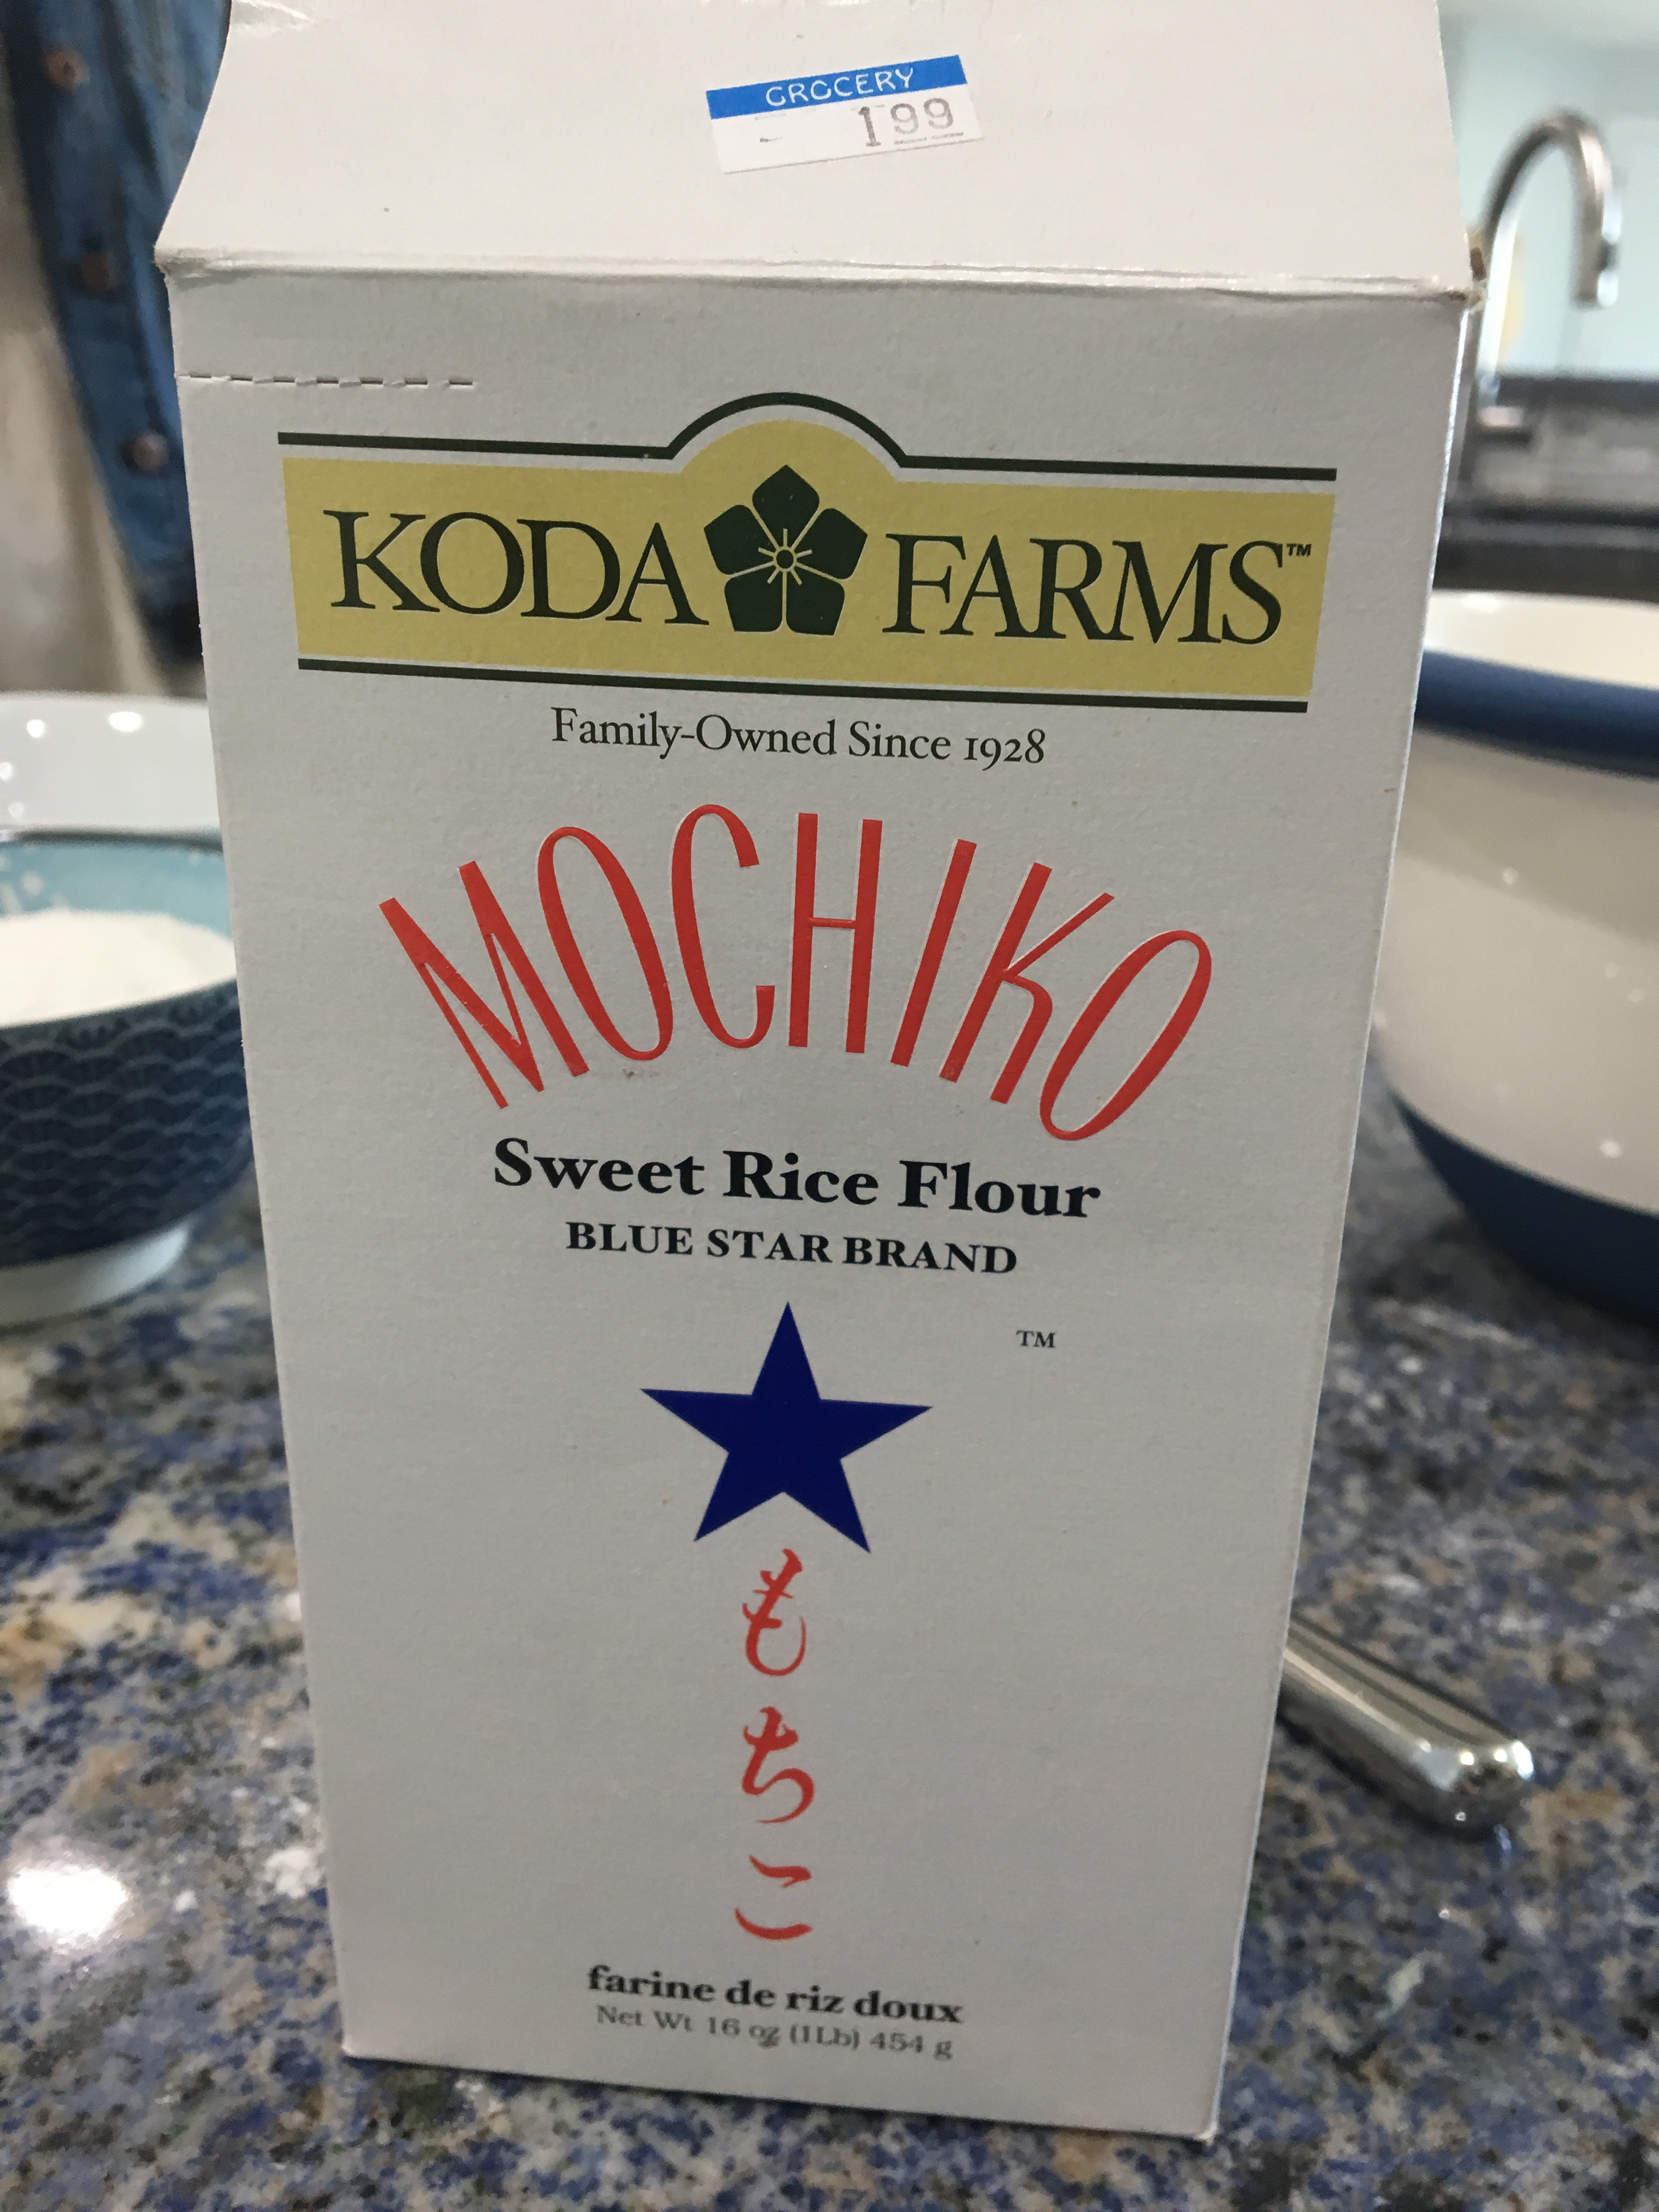 GROCERY
1.99
KODA FARMS™
Family-Owned Since 1928
MOCHIKO
Sweet Rice Flour
BLUE STAR BRAND
TM
もちこ
farine de riz doux
Net Wt 16 oz (1Lb) 454 g